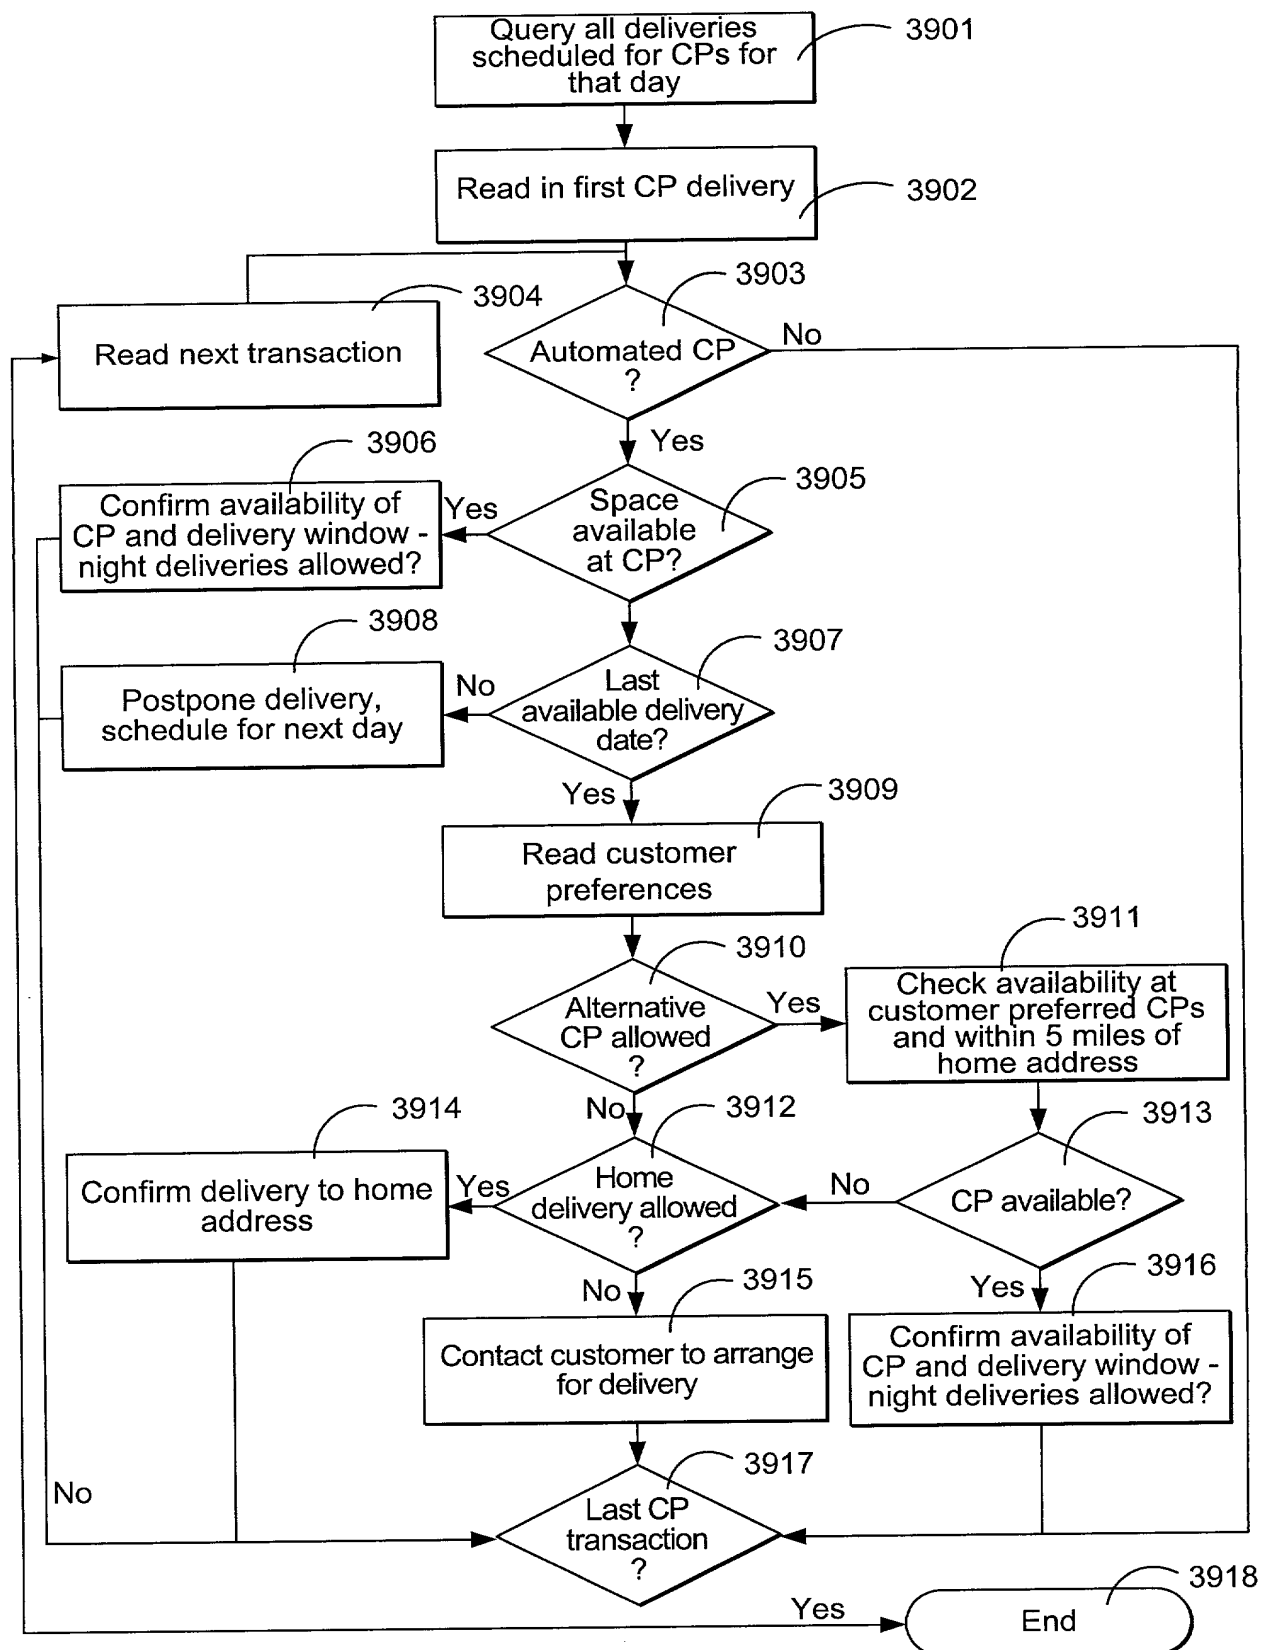 Query all deliveries
scheduled for CPs for
that day
3901
Read in first CP delivery
3902
3903
3904
Read next transaction
Automated CP
?
No
Yes
3906
3905
Confirm availability of
CP and delivery window -
night deliveries allowed?
Yes
Space
available
at CP?
3908
3907
Postpone delivery,
schedule for next day
No
Last
available delivery
date?
Yes
3909
Read customer
preferences
3911
3910
Alternative
CP allowed
?
Yes
Check availability at
customer preferred CPs
and within 5 miles of
home address
No
3914
3912
3913
Confirm delivery to home
address
Yes
Home
delivery allowed
?
No
CP available?
No
3915
Yes
3916
Contact customer to arrange
for delivery
Confirm availability of
CP and delivery window -
night deliveries allowed?
3917
No
Last CP
transaction
?
3918
Yes
End